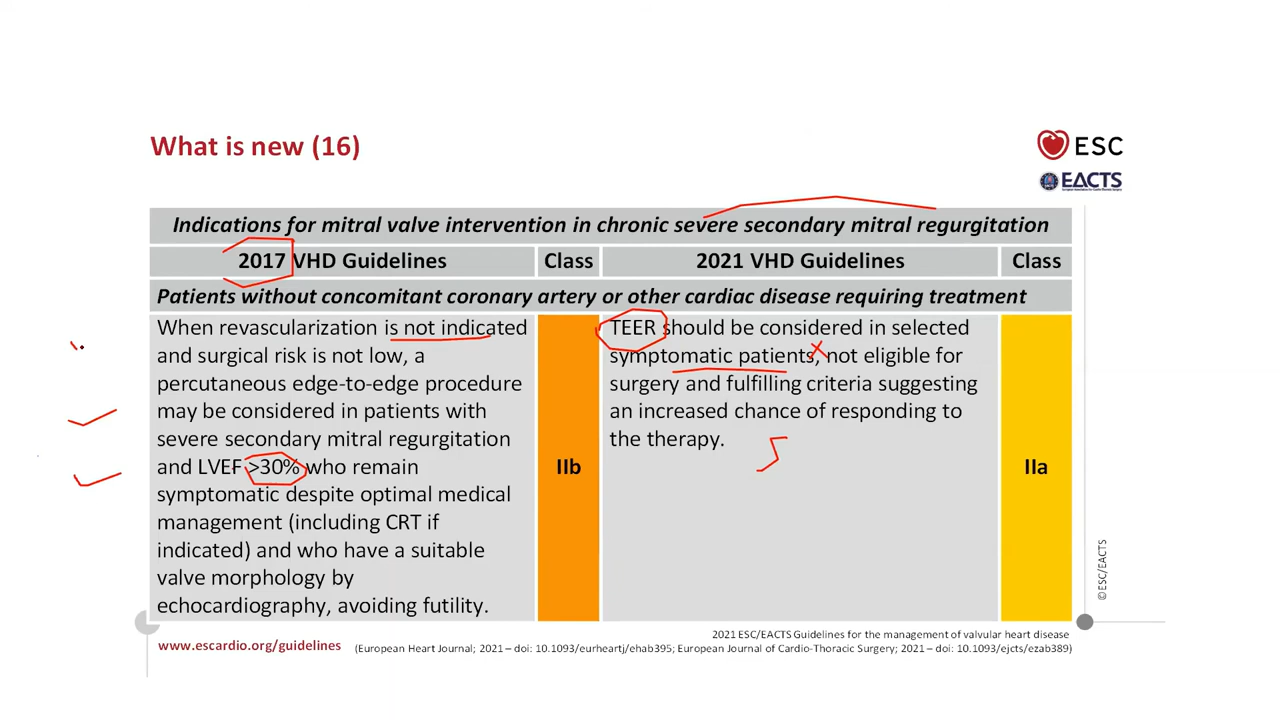 What is new (16)
ESC
EACTS
Indications for mitral valve intervention in chronic severe secondary mitral regurgitation
2017 VHD Guidelines
Class
2021 VHD Guidelines
Class
Patients without concomitant coronary artery or other cardiac disease requiring treatment
When revascularization is not indicated
and surgical risk is not low, a
percutaneous edge-to-edge procedure
may be considered in patients with
severe secondary mitral regurgitation
and LVEF >30% who remain
symptomatic despite optimal medical
management (including CRT if
indicated) and who have a suitable
valve morphology by
echocardiography, avoiding futility.
IIb
TEER should be considered in selected
symptomatic patients, not eligible for
surgery and fulfilling criteria suggesting
an increased chance of responding to
the therapy.
IIa
©ESC/EACTS
www.escardio.org/guidelines
2021 ESC/EACTS Guidelines for the management of valvular heart disease
(European Heart Journal; 2021 – doi: 10.1093/eurheartj/ehab395; European Journal of Cardio-Thoracic Surgery; 2021 – doi: 10.1093/ejcts/ezab389)